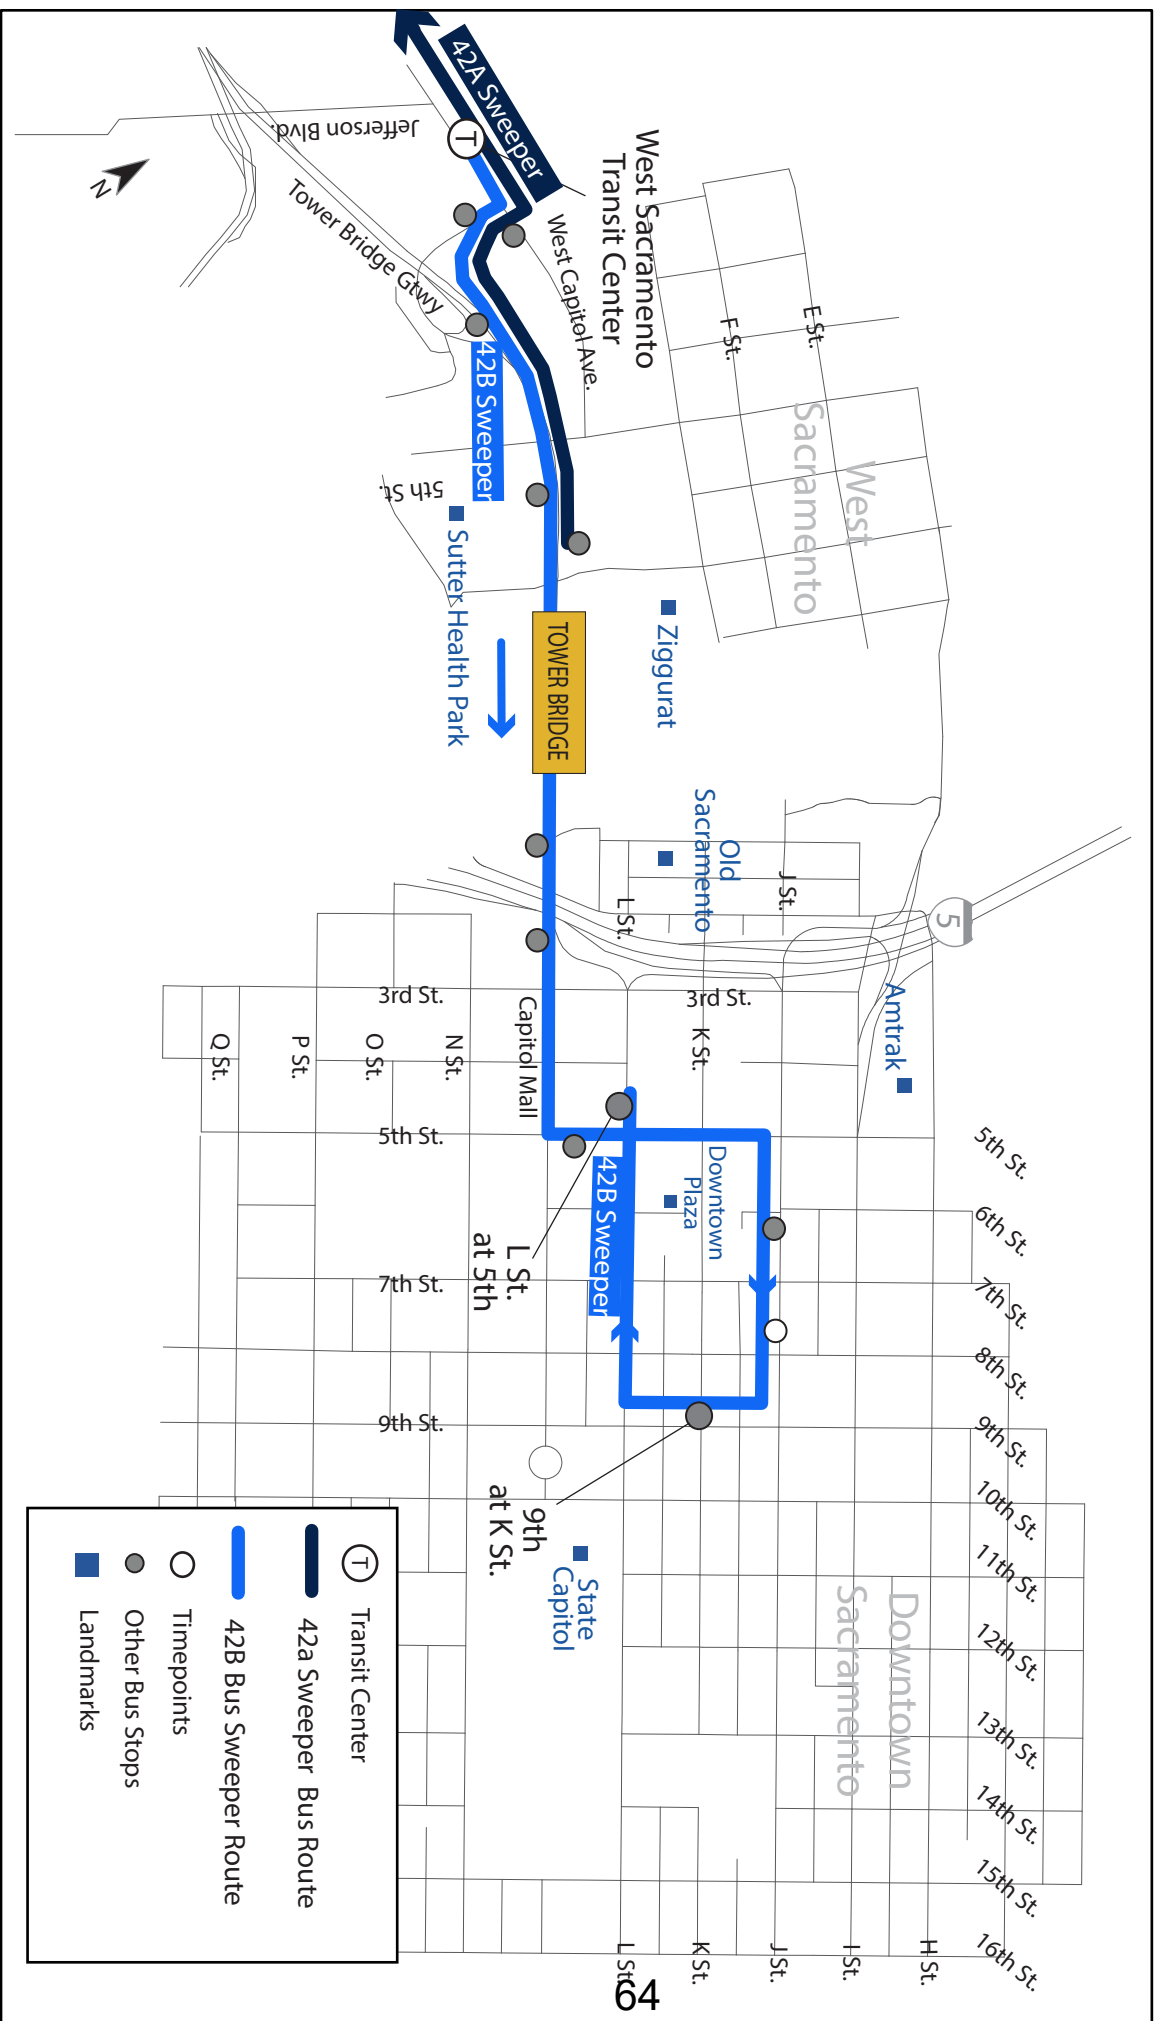 42A Sweeper
West Sacramento
Transit Center
T
Jefferson Blvd.
N
Tower Bridge Gtwy
West Capitol Ave.
E St.
F St.
West
Sacramento
42B Sweeper
5th St.
Sutter Health Park
Ziggurat
TOWER BRIDGE
Old
Sacramento
J St.
L St.
5
Amtrak
3rd St.
3rd St.
K St.
Capitol Mall
N St.
O St.
P St.
Q St.
5th St.
Downtown
Plaza
42B Sweeper
L St.
at 5th
7th St.
9th St.
9th
at K St.
State
Capitol
5th St.
6th St.
7th St.
8th St.
9th St.
10th St.
11th St.
12th St.
13th St.
14th St.
15th St.
16th St.
Downtown
Sacramento
H St.
I St.
J St.
K St.
L St.
T
Transit Center
42a Sweeper Bus Route
42B Bus Sweeper Route
Timepoints
Other Bus Stops
Landmarks
64